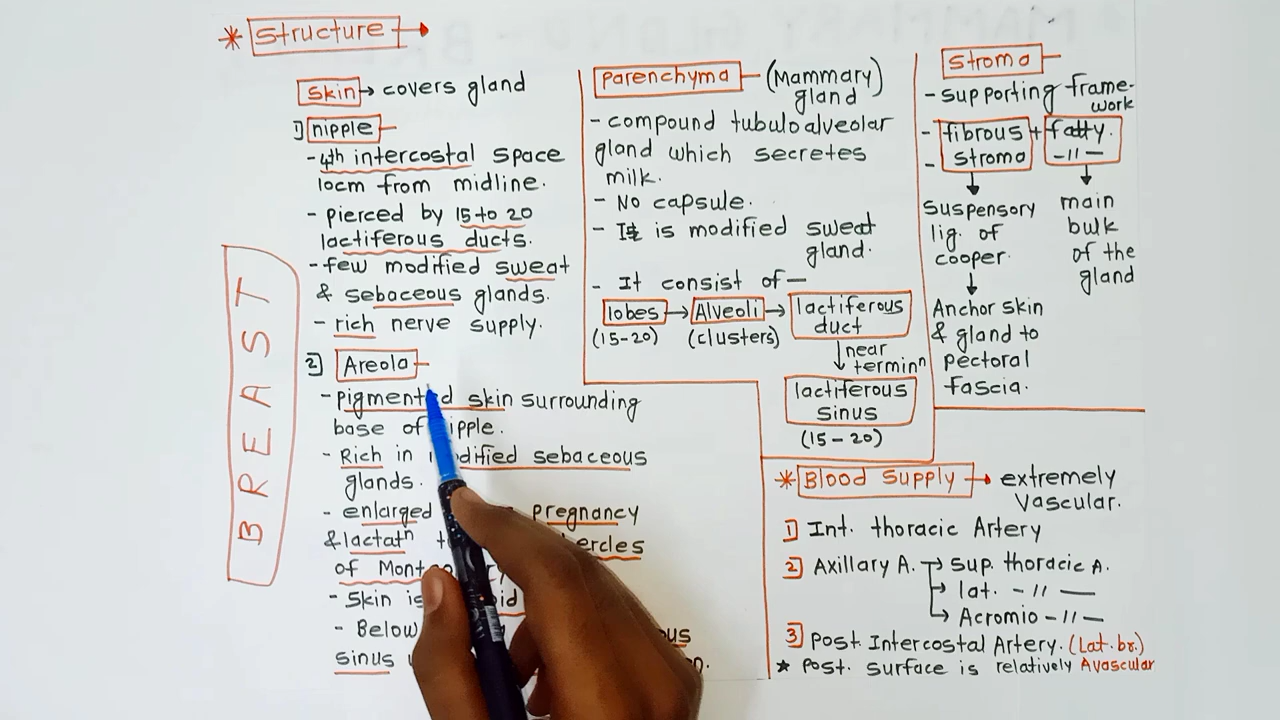 * Structure →
Skin → covers gland
1) nipple -
- 4th intercostal space
10cm from midline.
- pierced by 15 to 20
lactiferous ducts.
- few modified sweat
& sebaceous glands.
- rich nerve supply.
2) Areola -
- pigmented skin surrounding
base of nipple.
- Rich in modified sebaceous
glands.
- enlarged pregnancy
& lactatn
of Mont
- Skin is
- Below
sinus
BREAST
Parenchyma - (Mammary)
gland
- compound tubuloalveolar
gland which secretes
milk.
- No capsule.
- It is modified sweat
gland.
- It consist of -
lobes → Alveoli → lactiferous
duct
(15-20) (clusters)
↓ near
terminn
lactiferous
sinus
(15-20)
Stroma -
- supporting frame-
work
- fibrous + fatty.
- stroma -11-
↓ ↓
suspensory
lig. of
cooper.
↓
Anchor skin
& gland to
pectoral
fascia.
main
bulk
of the
gland
* Blood Supply → extremely
Vascular.
1) Int. thoracic Artery
2) Axillary A. → Sup. thoracic A.
→ lat. -11-
→ Acromio -11-
3) Post Intercostal Artery. (Lat. br.)
* Post. surface is relatively Avascular